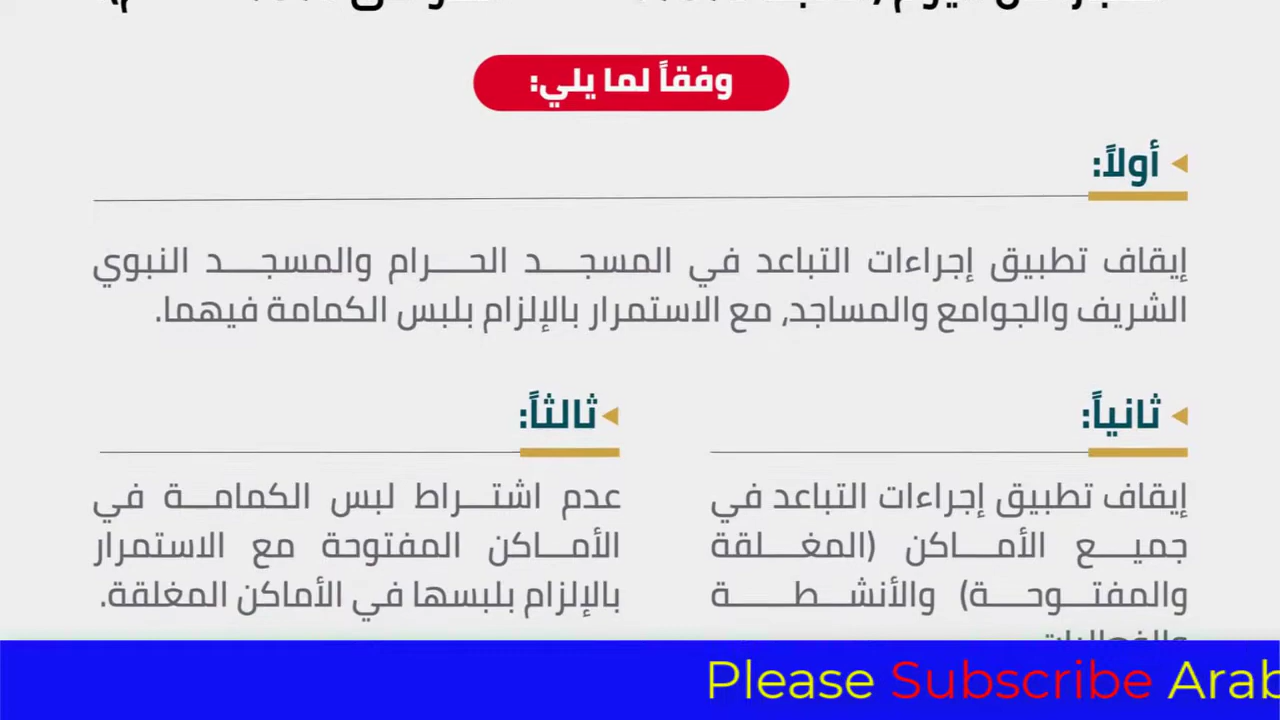 وفقاً لما يلي:
أولاً:
إيقاف تطبيق إجراءات التباعد في المسجد الحرام والمسجد النبوي
الشريف والجوامع والمساجد, مع الاستمرار بالإلزام بلبس الكمامة فيهما.
ثانياً:
إيقاف تطبيق إجراءات التباعد في
جميع الأماكن (المغلقة
والمفتوحة) والأنشطة
ثالثاً:
عدم اشتراط لبس الكمامة في
الأماكن المفتوحة مع الاستمرار
بالإلزام بلبسها في الأماكن المغلقة.
Please Subscribe Arab